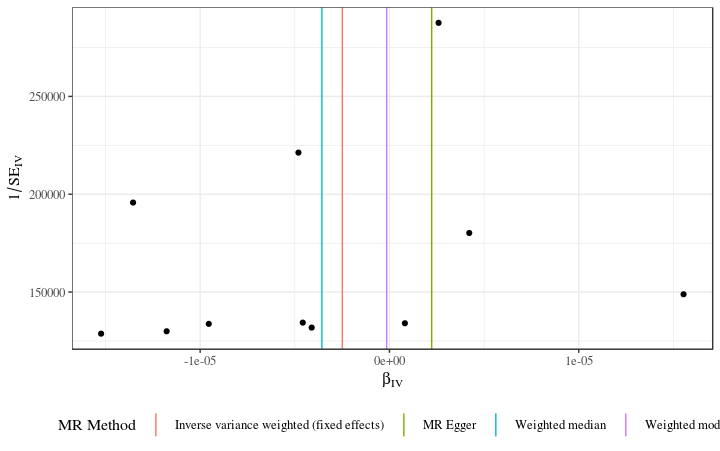 250000
200000
150000
1/SE_IV
-1e-05 0e+00 1e-05
β_IV
MR Method Inverse variance weighted (fixed effects) MR Egger Weighted median Weighted mod